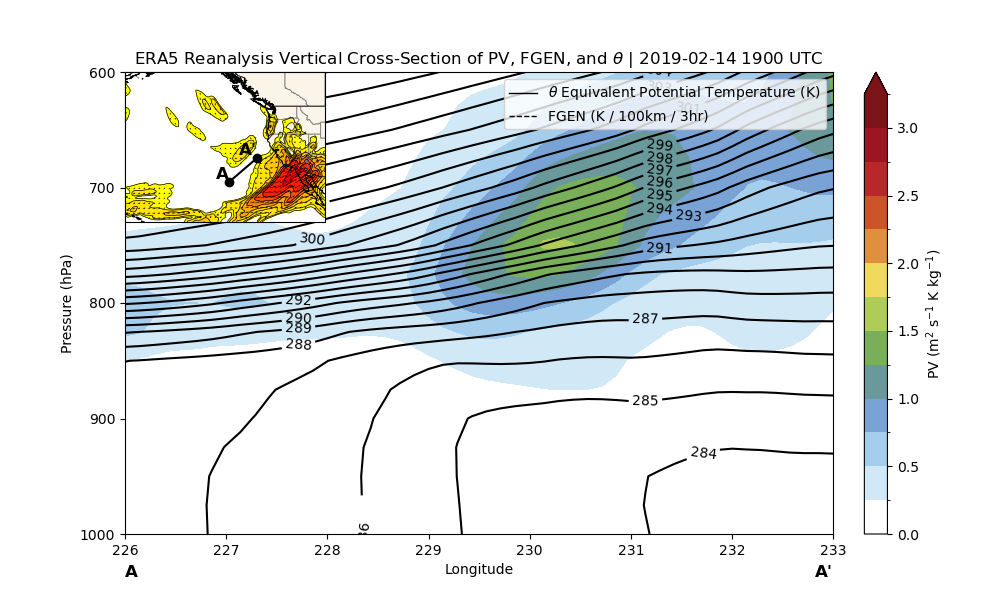 ERA5 Reanalysis Vertical Cross-Section of PV, FGEN, and θ | 2019-02-14 1900 UTC
θ Equivalent Potential Temperature (K)
FGEN (K / 100km / 3hr)
A'
A
301
299
298
297
296
295
294 293
291
300
292
290
289
288
287
285
284
600
700
800
900
1000
Pressure (hPa)
226 227 228 229 230 231 232 233
Longitude
A A'
3.0
2.5
2.0
1.5
1.0
0.5
0.0
PV (m² s⁻¹ K kg⁻¹)